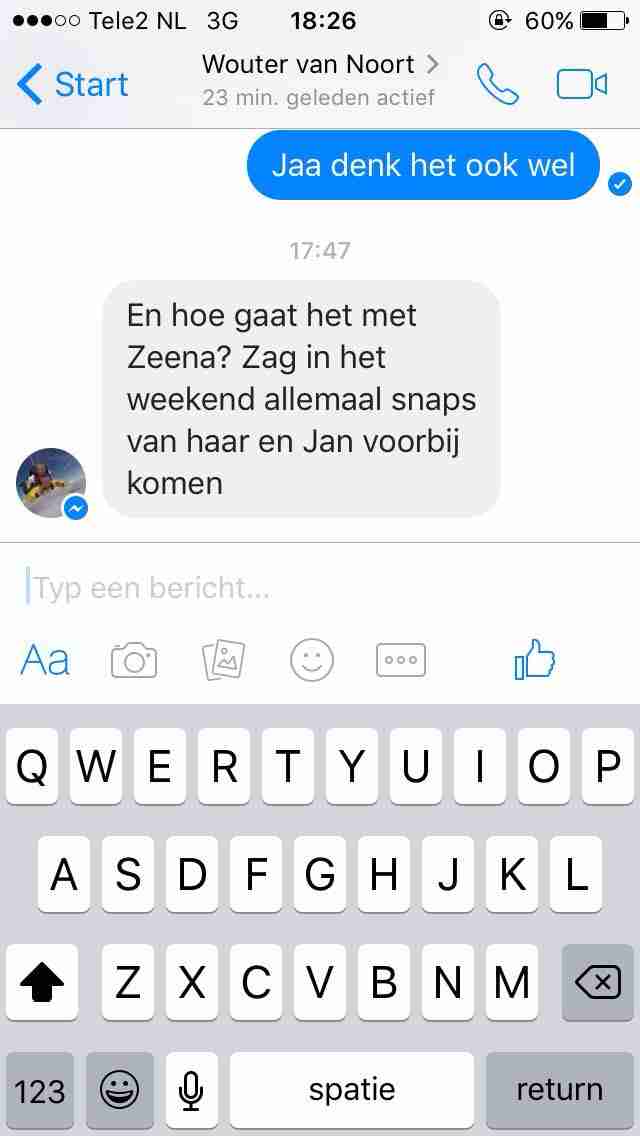 Tele2 NL 3G 18:26 60%
Start Wouter van Noort
23 min. geleden actief
Jaa denk het ook wel
17:47
En hoe gaat het met
Zeena? Zag in het
weekend allemaal snaps
van haar en Jan voorbij
komen
Typ een bericht...
Aa
Q W E R T Y U I O P
A S D F G H J K L
Z X C V B N M
123 spatie return